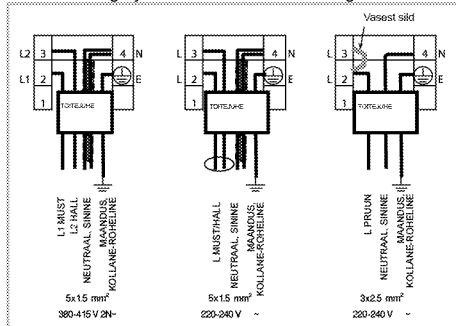 Vasest sild
L2 3 4 N
L1 2 E
1
TOITEJUHE
L1 MUST
L2 HALL
NEUTRAAL, SININE
MAANDUS,
KOLLANE-ROHELINE
5x1.5 mm²
380-415 V 2N~
L 3 4 N
L 2 E
1
TOITEJUHE
L MUST/HALL
NEUTRAAL, SININE
MAANDUS,
KOLLANE-ROHELINE
5x1.5 mm²
220-240 V ~
L 3 4 N
L 2 E
1
TOITEJUHE
L PRUUN
NEUTRAAL, SININE
MAANDUS,
KOLLANE-ROHELINE
3x2.5 mm²
220-240 V ~